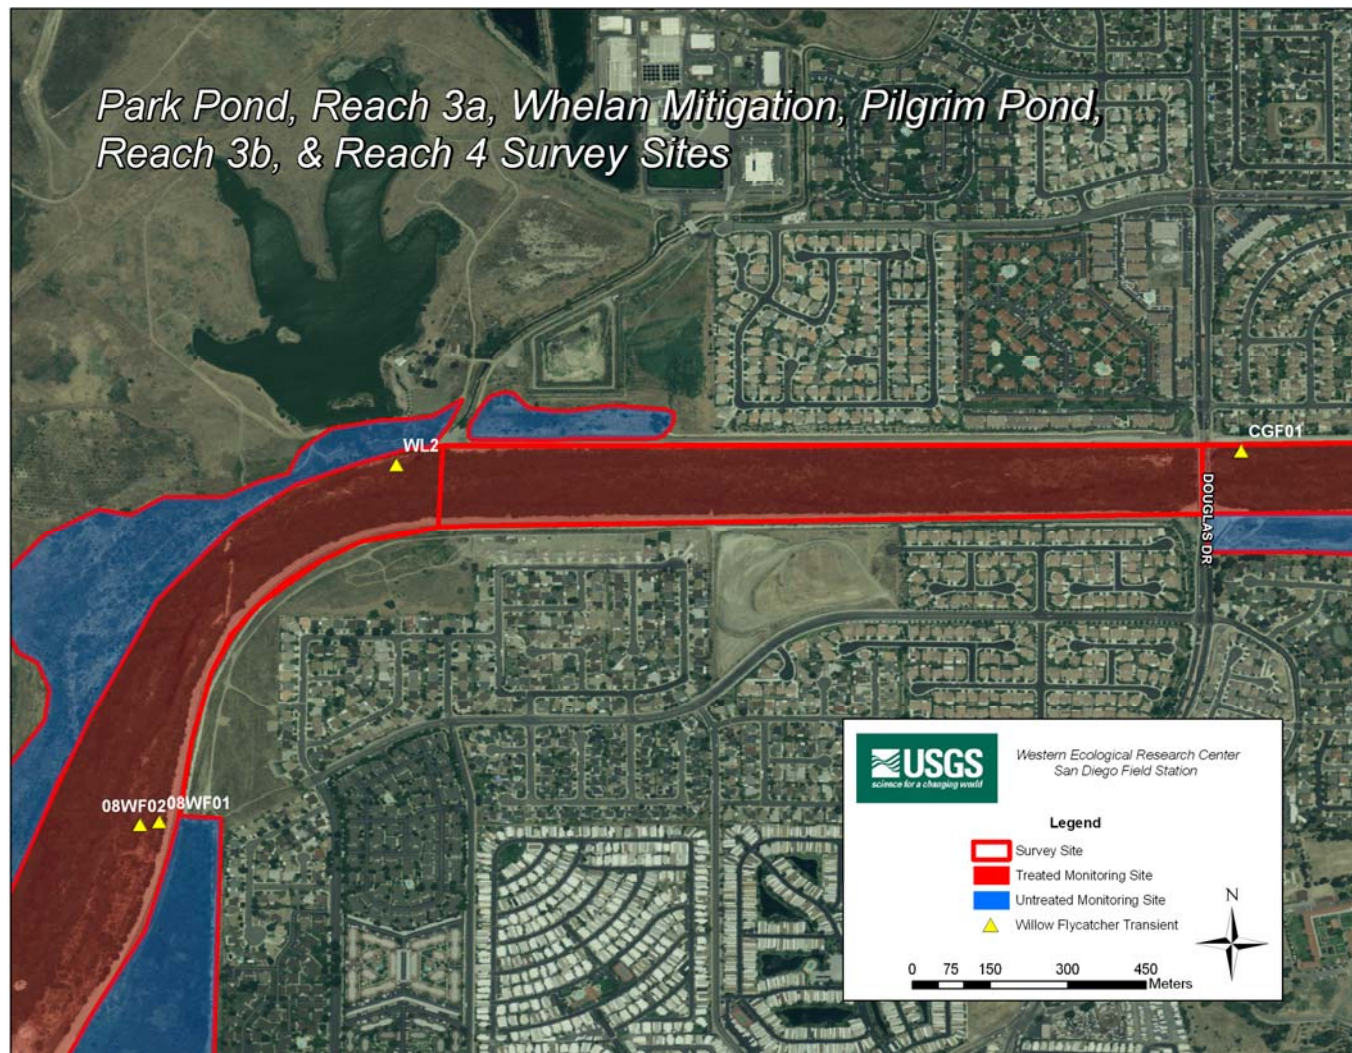 Park Pond, Reach 3a, Whelan Mitigation, Pilgrim Pond,
Reach 3b, & Reach 4 Survey Sites
WL2
CGF01
DOUGLAS DR
08WF02
08WF01
USGS
science for a changing world
Western Ecological Research Center
San Diego Field Station
Legend
Survey Site
Treated Monitoring Site
Untreated Monitoring Site
Willow Flycatcher Transient
N
0 75 150 300 450
Meters